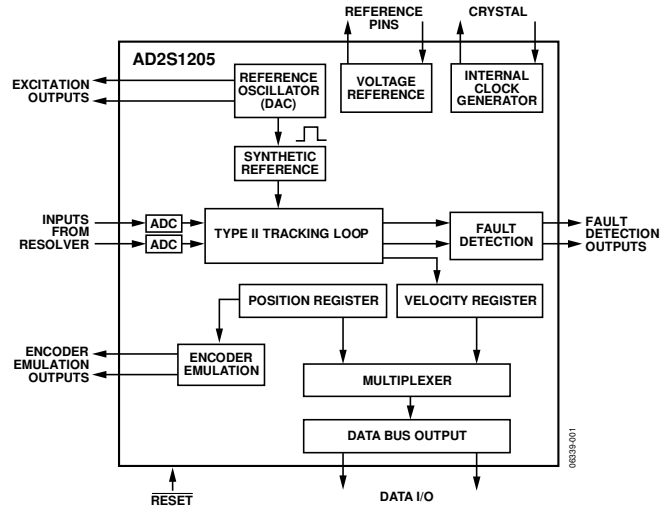 REFERENCE
PINS
CRYSTAL
AD2S1205
EXCITATION
OUTPUTS
REFERENCE
OSCILLATOR
(DAC)
VOLTAGE
REFERENCE
INTERNAL
CLOCK
GENERATOR
SYNTHETIC
REFERENCE
INPUTS
FROM
RESOLVER
ADC
ADC
TYPE II TRACKING LOOP
FAULT
DETECTION
FAULT
DETECTION
OUTPUTS
POSITION REGISTER
VELOCITY REGISTER
ENCODER
EMULATION
OUTPUTS
ENCODER
EMULATION
MULTIPLEXER
DATA BUS OUTPUT
06339-001
RESET
DATA I/O